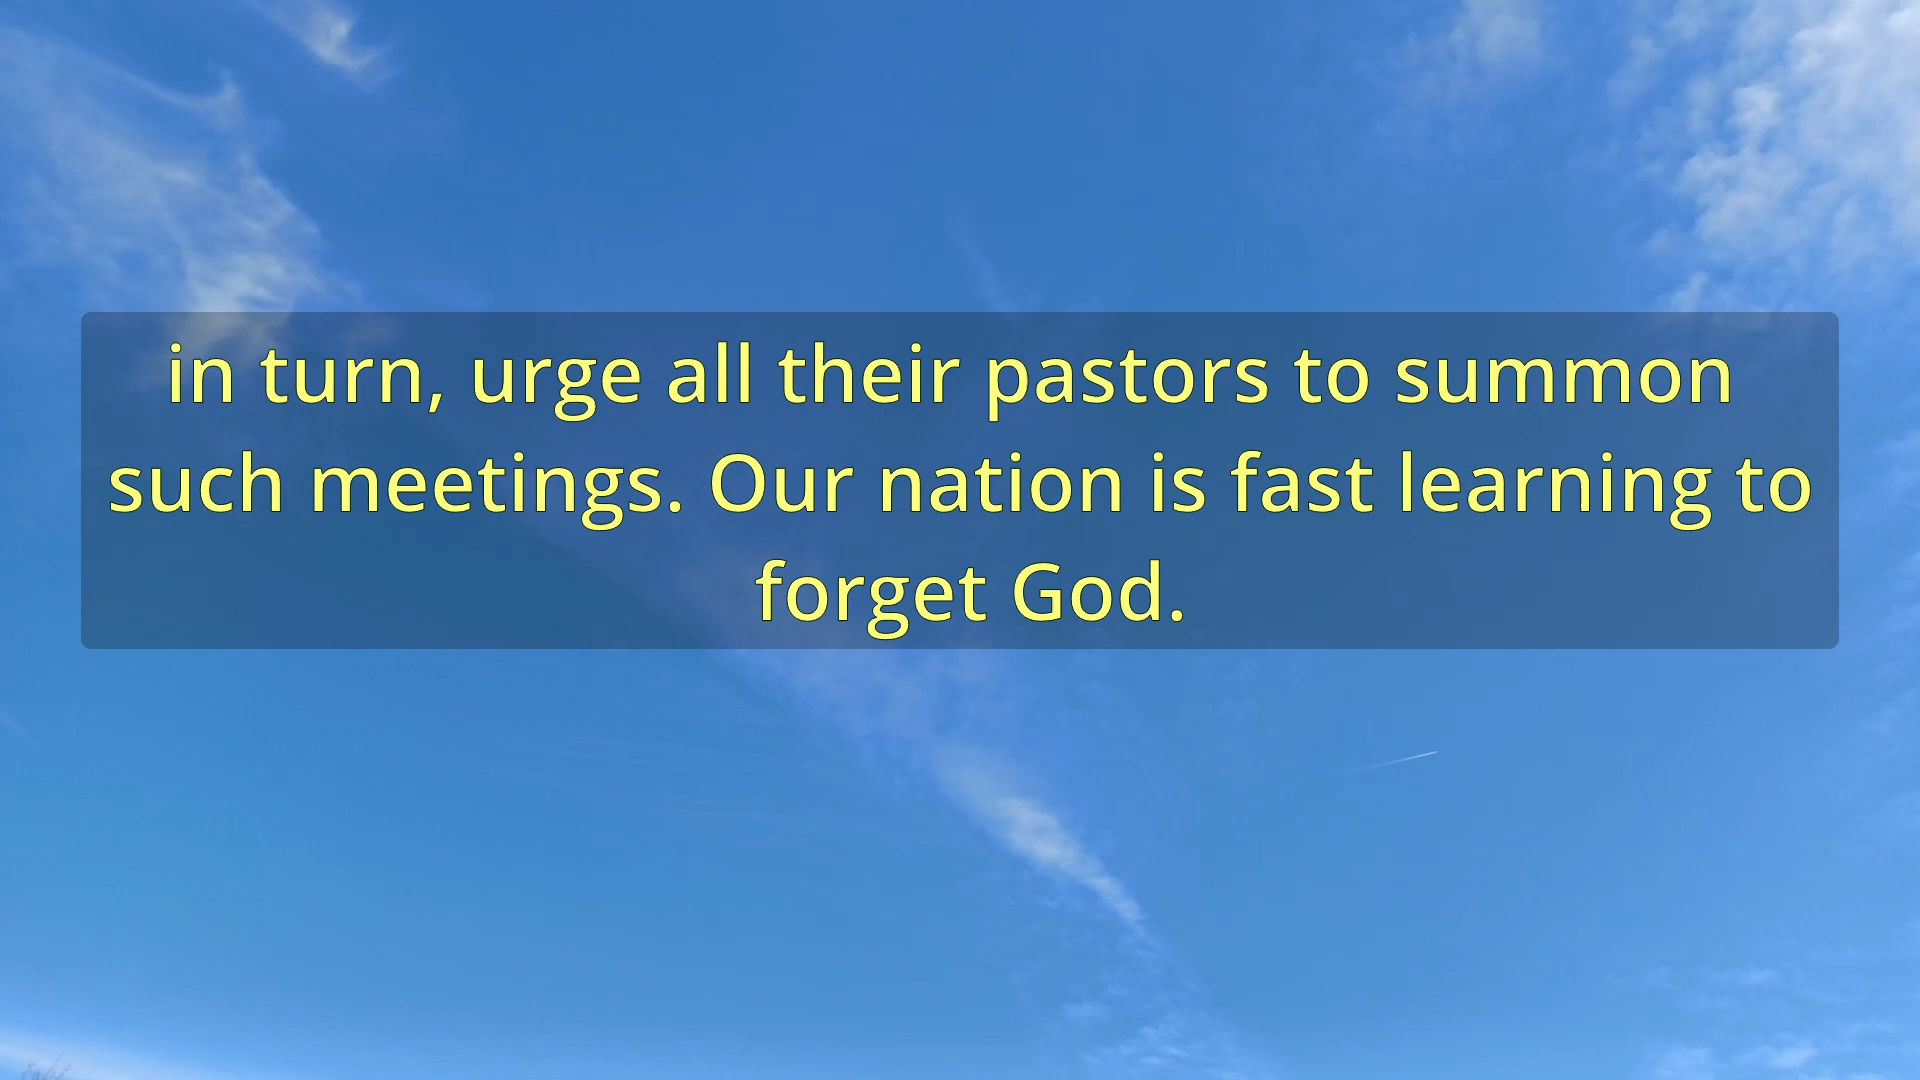 in turn, urge all their pastors to summon
such meetings. Our nation is fast learning to
forget God.